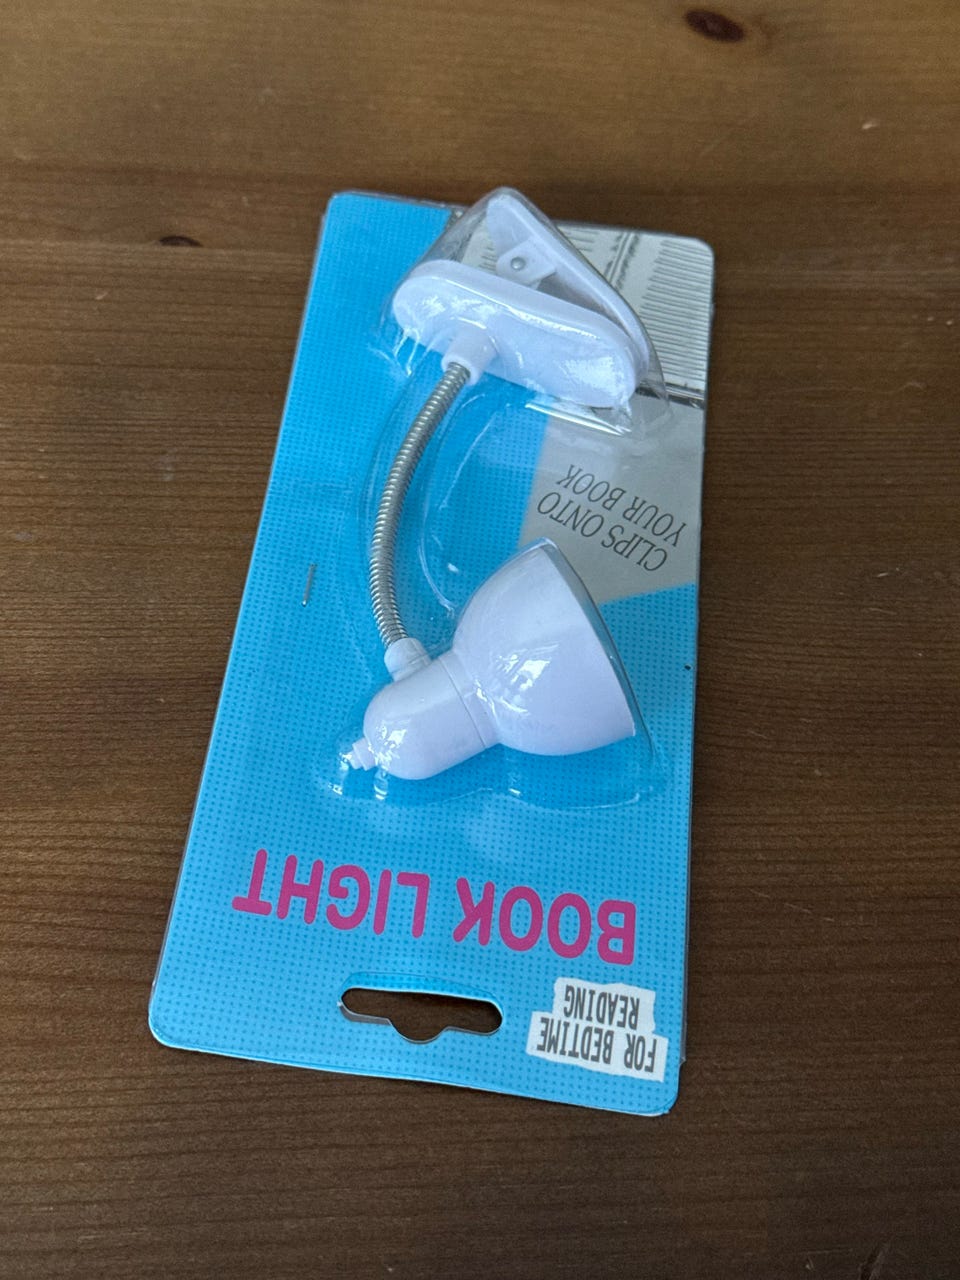 FOR BEDTIME
READING
BOOK LIGHT
CLIPS ONTO
YOUR BOOK